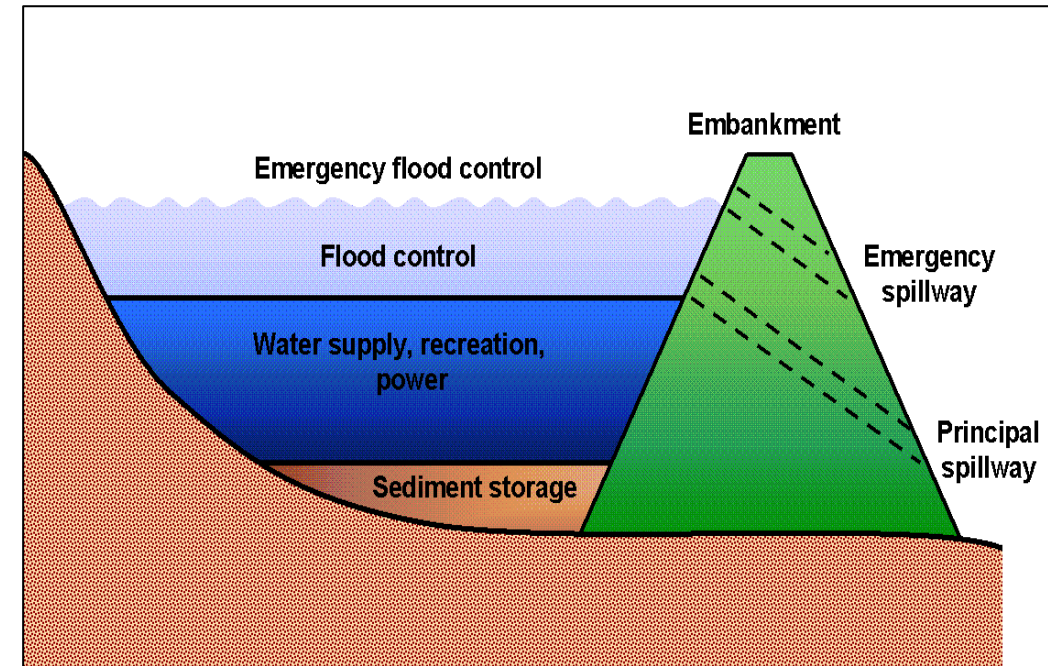 Embankment
Emergency flood control
Flood control
Emergency
spillway
Water supply, recreation,
power
Principal
spillway
Sediment storage